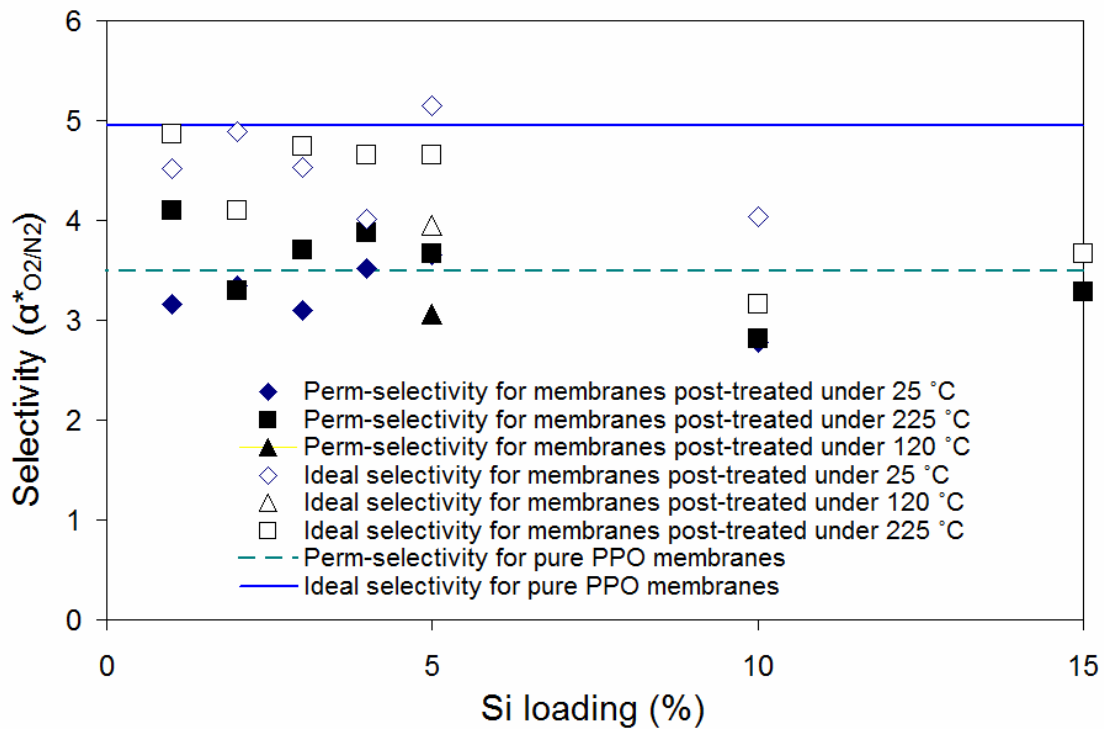 6
5
4
3
2
1
0
Selectivity (α*O2/N2)
Perm-selectivity for membranes post-treated under 25 ˚C
Perm-selectivity for membranes post-treated under 225 ˚C
Perm-selectivity for membranes post-treated under 120 ˚C
Ideal selectivity for membranes post-treated under 25 ˚C
Ideal selectivity for membranes post-treated under 120 ˚C
Ideal selectivity for membranes post-treated under 225 ˚C
Perm-selectivity for pure PPO membranes
Ideal selectivity for pure PPO membranes
0 5 10 15
Si loading (%)